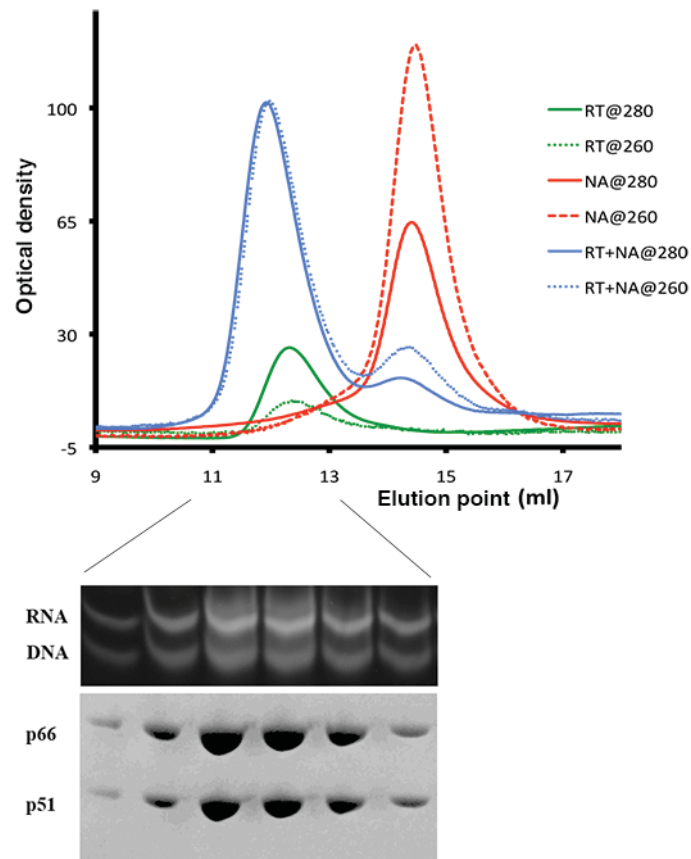 Optical density
100
65
30
-5
9
11
13
15
17
Elution point (ml)
RT@280
RT@260
NA@280
NA@260
RT+NA@280
RT+NA@260
RNA
DNA
p66
p51